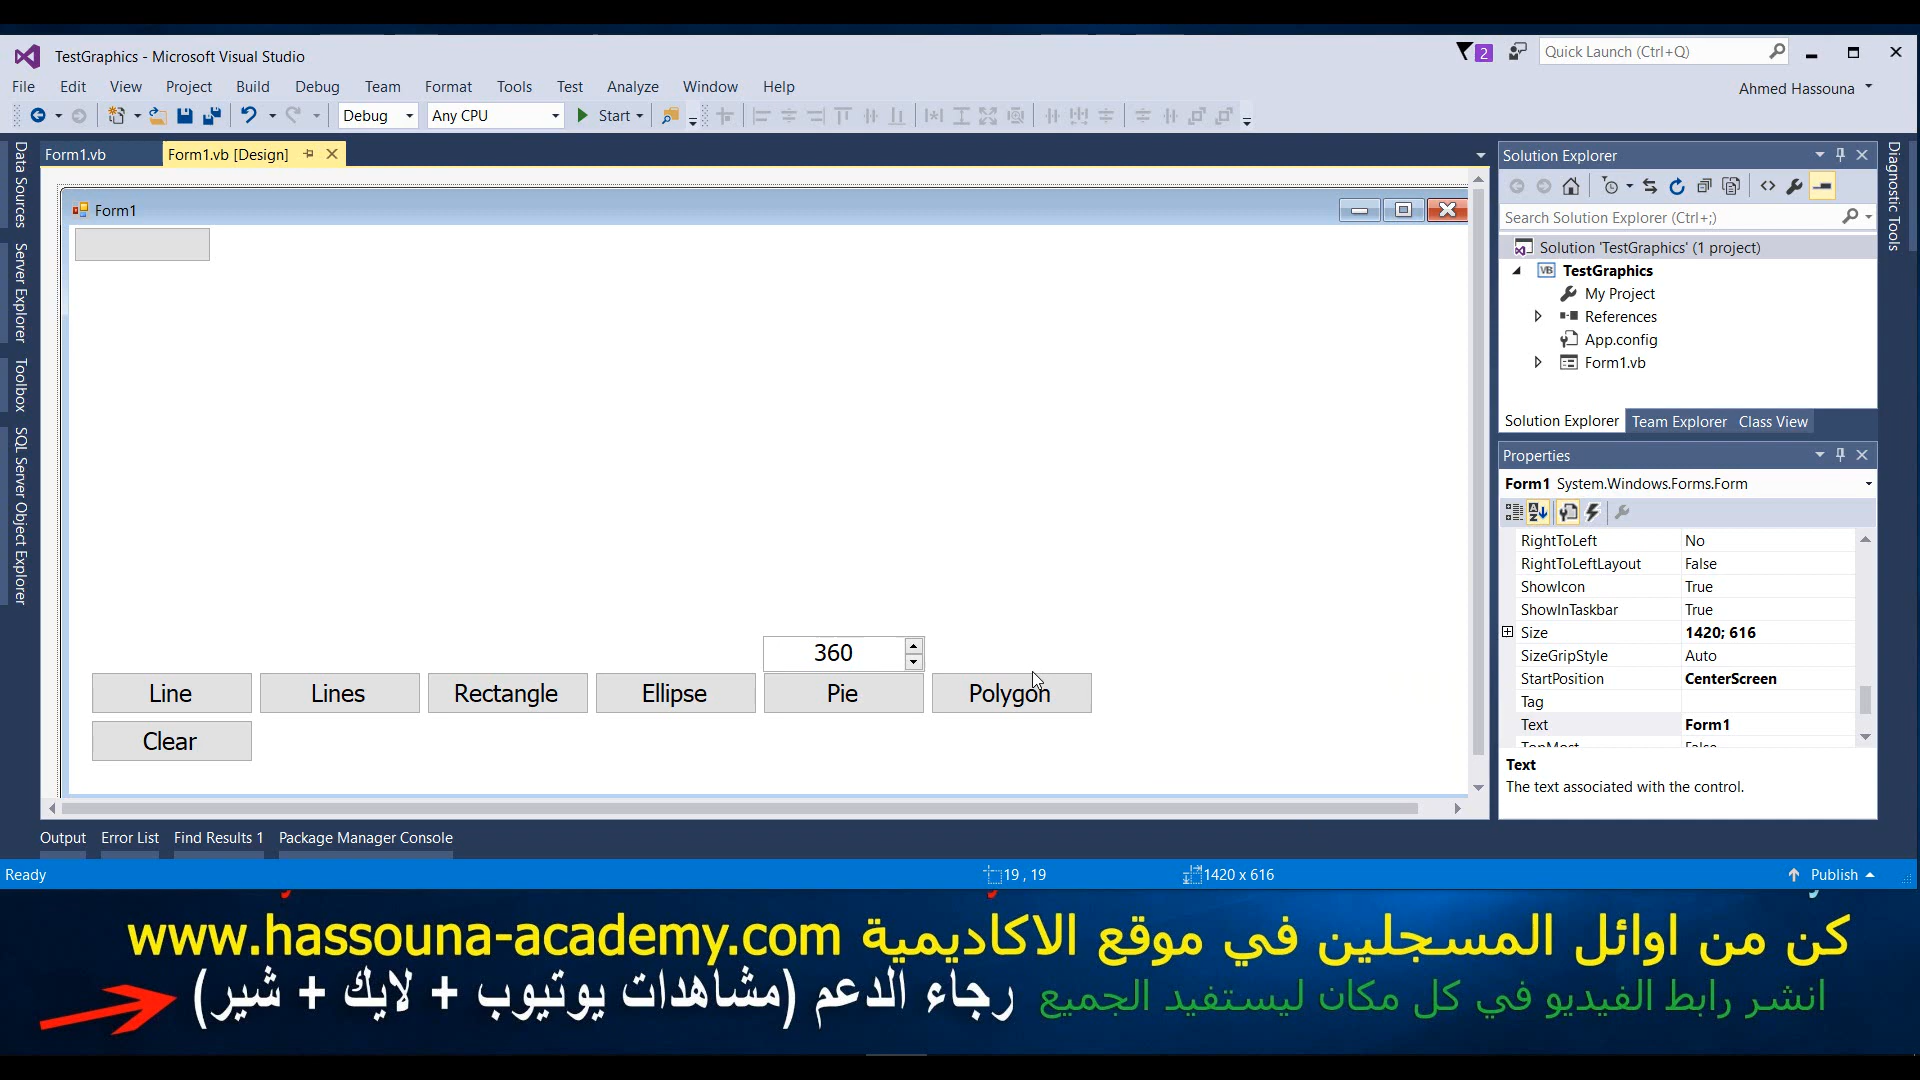 TestGraphics - Microsoft Visual Studio
2
Quick Launch (Ctrl+Q)
File Edit View Project Build Debug Team Format Tools Test Analyze Window Help
Ahmed Hassouna
Debug Any CPU Start
Data Sources
Server Explorer
Toolbox
SQL Server Object Explorer
Form1.vb
Form1.vb [Design]
Form1
360
Line Lines Rectangle Ellipse Pie Polygon
Clear
Solution Explorer
Search Solution Explorer (Ctrl+;)
Solution 'TestGraphics' (1 project)
VB TestGraphics
My Project
References
App.config
Form1.vb
Solution Explorer Team Explorer Class View
Diagnostic Tools
Properties
Form1 System.Windows.Forms.Form
RightToLeft No
RightToLeftLayout False
ShowIcon True
ShowInTaskbar True
Size 1420; 616
SizeGripStyle Auto
StartPosition CenterScreen
Tag
Text Form1
TopMost False
Text
The text associated with the control.
Output Error List Find Results 1 Package Manager Console
Ready 19 , 19 1420 x 616 Publish
كن من اوائل المسجلين في موقع الاكاديمية www.hassouna-academy.com
انشر رابط الفيديو في كل مكان ليستفيد الجميع رجاء الدعم (مشاهدات يوتيوب + لايك + شير)